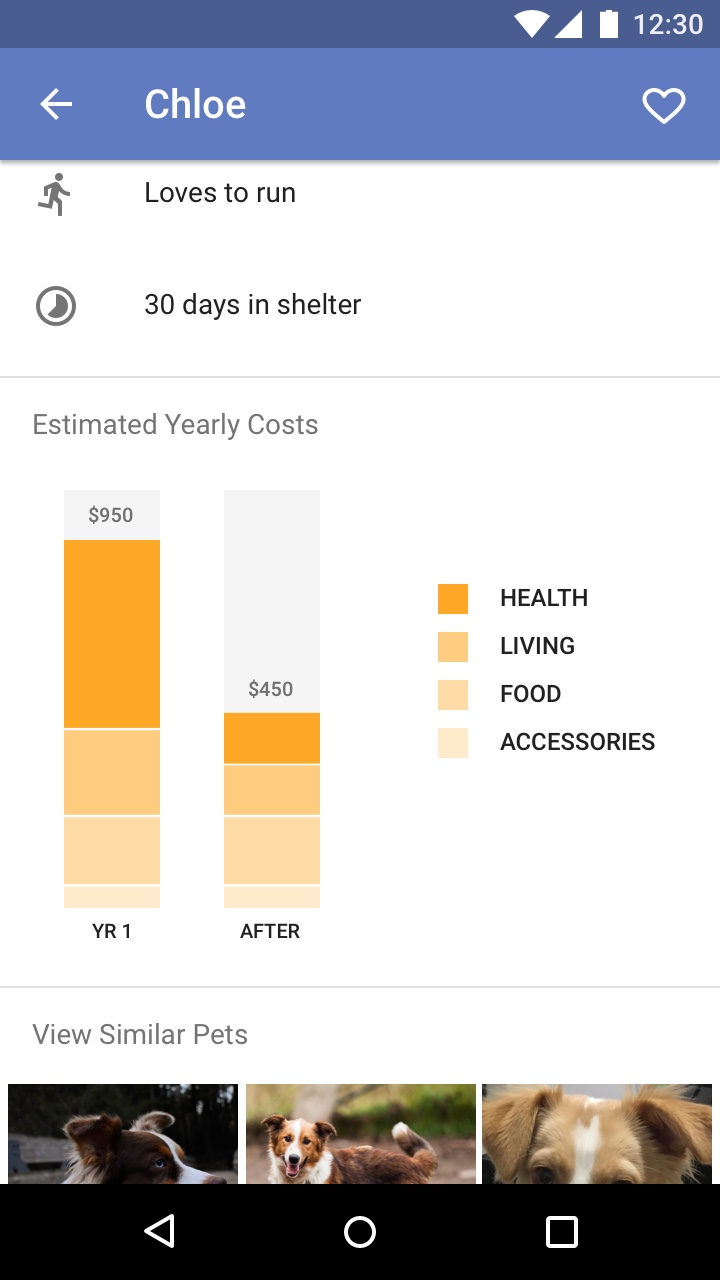 12:30
Chloe
Loves to run
30 days in shelter
Estimated Yearly Costs
$950
$450
HEALTH
LIVING
FOOD
ACCESSORIES
YR 1
AFTER
View Similar Pets